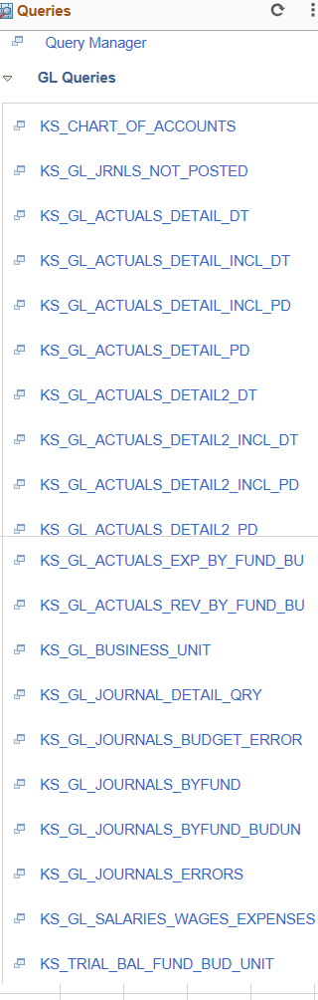 Queries
Query Manager
GL Queries
KS_CHART_OF_ACCOUNTS
KS_GL_JRNLS_NOT_POSTED
KS_GL_ACTUALS_DETAIL_DT
KS_GL_ACTUALS_DETAIL_INCL_DT
KS_GL_ACTUALS_DETAIL_INCL_PD
KS_GL_ACTUALS_DETAIL_PD
KS_GL_ACTUALS_DETAIL2_DT
KS_GL_ACTUALS_DETAIL2_INCL_DT
KS_GL_ACTUALS_DETAIL2_INCL_PD
KS_GL_ACTUALS_DETAIL2_PD
KS_GL_ACTUALS_EXP_BY_FUND_BU
KS_GL_ACTUALS_REV_BY_FUND_BU
KS_GL_BUSINESS_UNIT
KS_GL_JOURNAL_DETAIL_QRY
KS_GL_JOURNALS_BUDGET_ERROR
KS_GL_JOURNALS_BYFUND
KS_GL_JOURNALS_BYFUND_BUDUN
KS_GL_JOURNALS_ERRORS
KS_GL_SALARIES_WAGES_EXPENSES
KS_TRIAL_BAL_FUND_BUD_UNIT